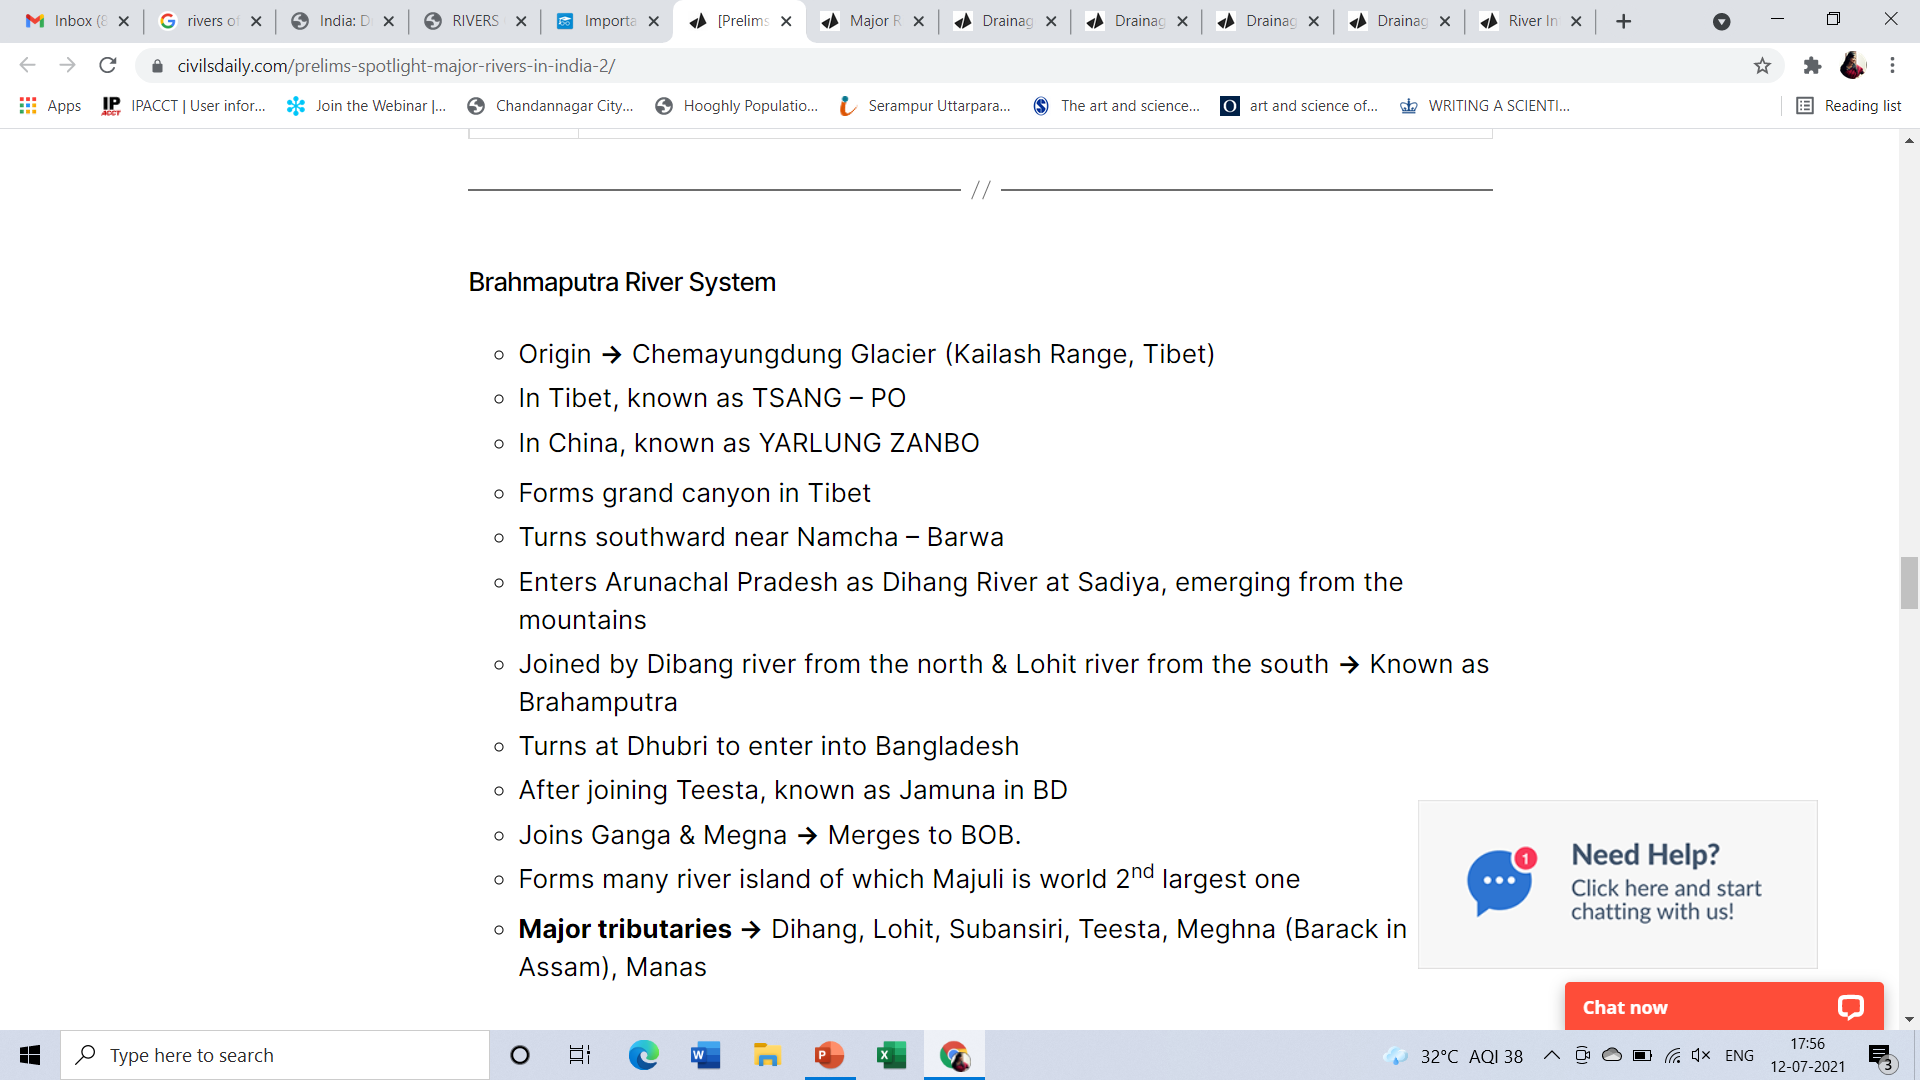 Inbox (8
rivers of
India: D
RIVERS
Importa
[Prelims
Major R
Drainag
Drainag
Drainag
Drainag
River In
civilsdaily.com/prelims-spotlight-major-rivers-in-india-2/
Apps
IPACCT | User infor...
Join the Webinar |...
Chandannagar City...
Hooghly Populatio...
Serampur Uttarpara...
The art and science...
art and science of...
WRITING A SCIENTI...
Reading list
//
Brahmaputra River System
Origin → Chemayungdung Glacier (Kailash Range, Tibet)
In Tibet, known as TSANG – PO
In China, known as YARLUNG ZANBO
Forms grand canyon in Tibet
Turns southward near Namcha – Barwa
Enters Arunachal Pradesh as Dihang River at Sadiya, emerging from the
mountains
Joined by Dibang river from the north & Lohit river from the south → Known as
Brahamputra
Turns at Dhubri to enter into Bangladesh
After joining Teesta, known as Jamuna in BD
Joins Ganga & Megna → Merges to BOB.
Forms many river island of which Majuli is world 2nd largest one
Major tributaries → Dihang, Lohit, Subansiri, Teesta, Meghna (Barack in
Assam), Manas
1
Need Help?
Click here and start
chatting with us!
Chat now
Type here to search
32°C AQI 38
ENG
17:56
12-07-2021
3